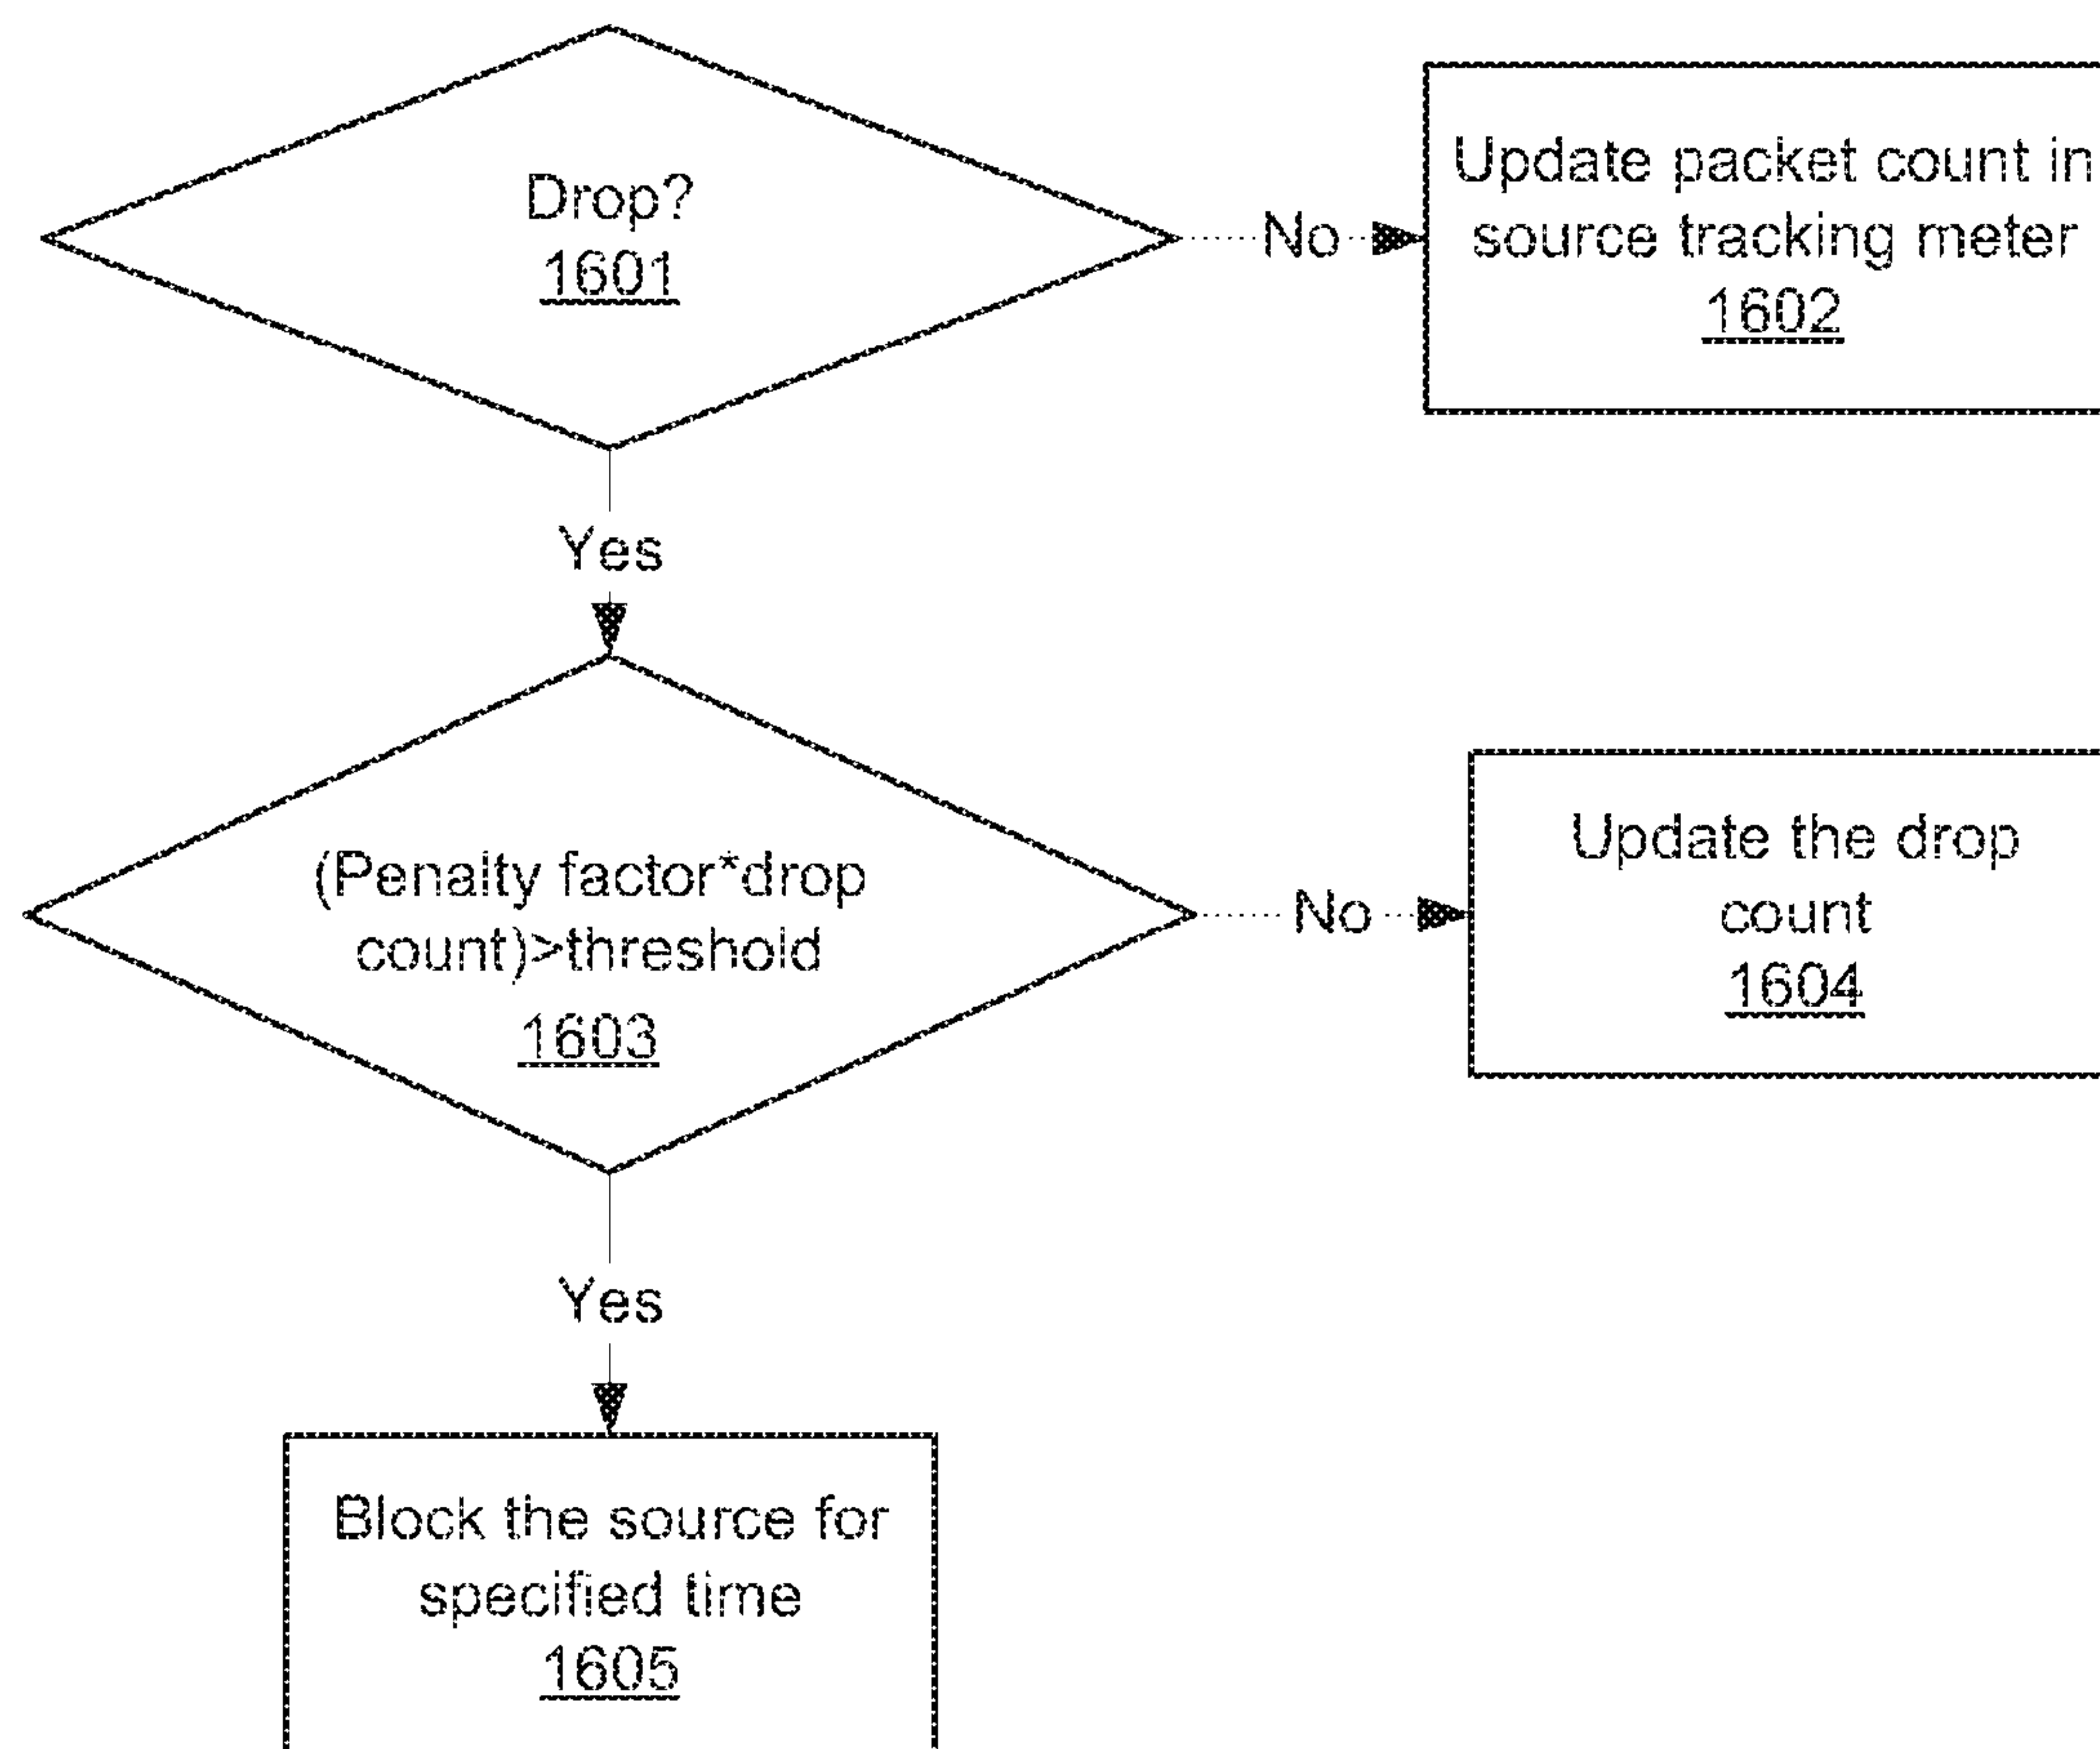 Drop?
1601
No
Update packet count in
source tracking meter
1602
Yes
(Penalty factor*drop
count)>threshold
1603
No
Update the drop
count
1604
Yes
Block the source for
specified time
1605